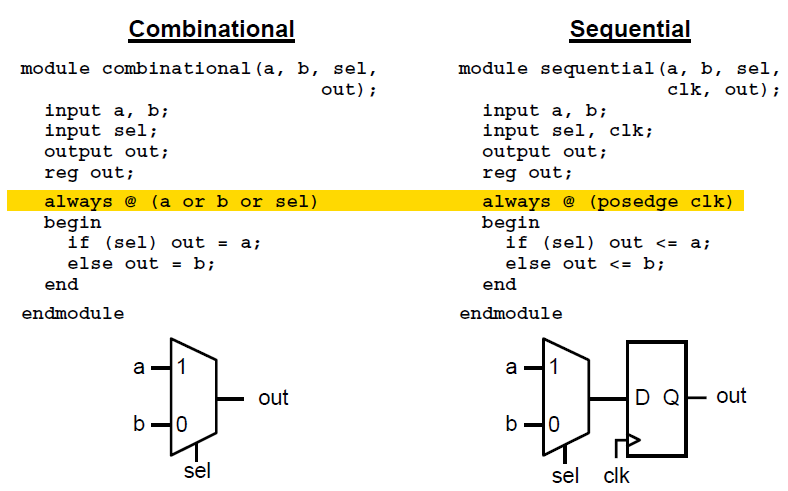 Combinational
module combinational(a, b, sel,
out);
input a, b;
input sel;
output out;
reg out;
always @ (a or b or sel)
begin
if (sel) out = a;
else out = b;
end
endmodule
a
1
b
0
out
sel
Sequential
module sequential(a, b, sel,
clk, out);
input a, b;
input sel, clk;
output out;
reg out;
always @ (posedge clk)
begin
if (sel) out <= a;
else out <= b;
end
endmodule
a
1
b
0
D Q
out
sel
clk